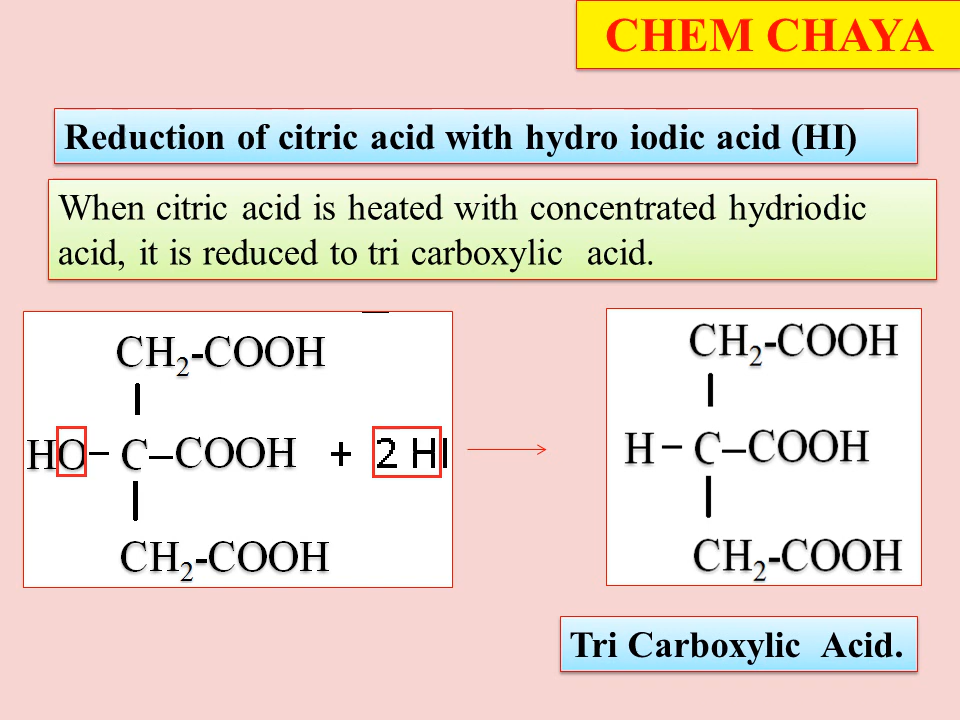 CHEM CHAYA
Reduction of citric acid with hydro iodic acid (HI)
When citric acid is heated with concentrated hydriodic
acid, it is reduced to tri carboxylic acid.
CH2-COOH
HO– C–COOH + 2 HI
CH2-COOH
CH2-COOH
H – C–COOH
CH2-COOH
Tri Carboxylic Acid.